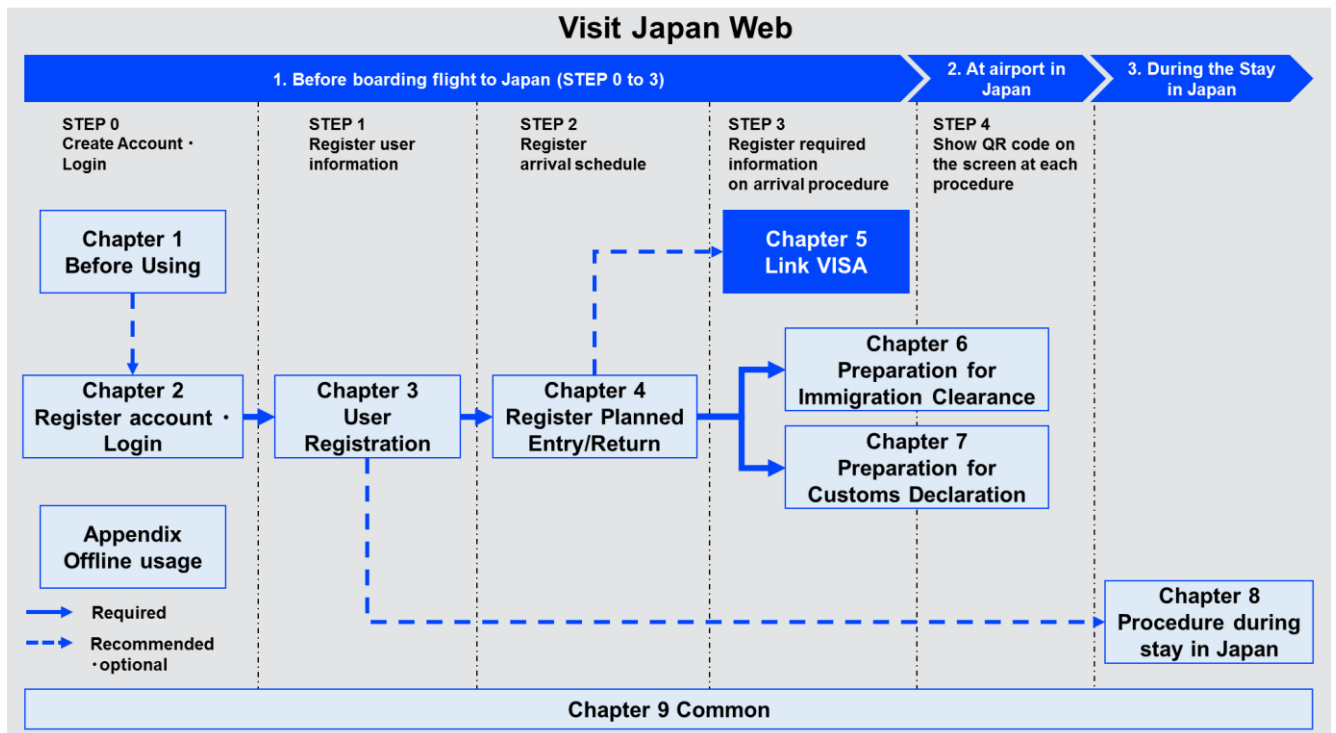 Visit Japan Web
1. Before boarding flight to Japan (STEP 0 to 3)
2. At airport in
Japan
3. During the Stay
in Japan
STEP 0
Create Account・
Login
STEP 1
Register user
information
STEP 2
Register
arrival schedule
STEP 3
Register required
information
on arrival procedure
STEP 4
Show QR code on
the screen at each
procedure
Chapter 1
Before Using
Chapter 5
Link VISA
Chapter 2
Register account・
Login
Chapter 3
User
Registration
Chapter 4
Register Planned
Entry/Return
Chapter 6
Preparation for
Immigration Clearance
Chapter 7
Preparation for
Customs Declaration
Appendix
Offline usage
Required
Recommended
・optional
Chapter 8
Procedure during
stay in Japan
Chapter 9 Common